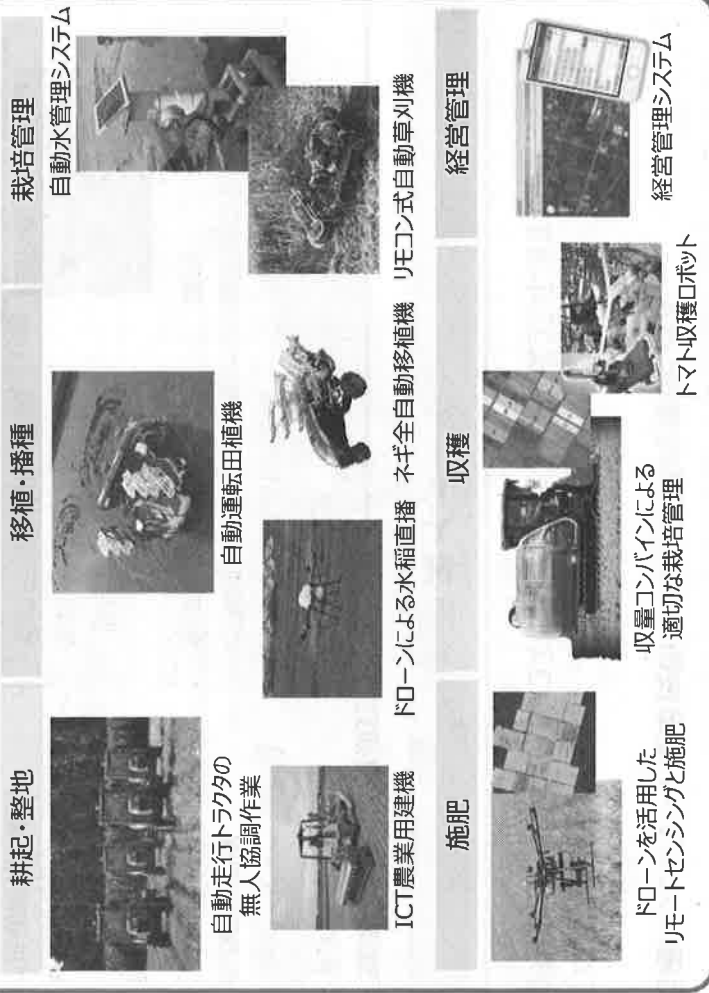 耕起・整地
自動走行トラクタの
無人協調作業
ICT農業用建機
移植・播種
自動運転田植機
ドローンによる水稲直播
ネギ全自動移植機
栽培管理
自動水管理システム
リモコン式自動草刈機
施肥
ドローンを活用した
リモートセンシングと施肥
収穫
収量コンバインによる
適切な栽培管理
トマト収穫ロボット
経営管理
経営管理システム